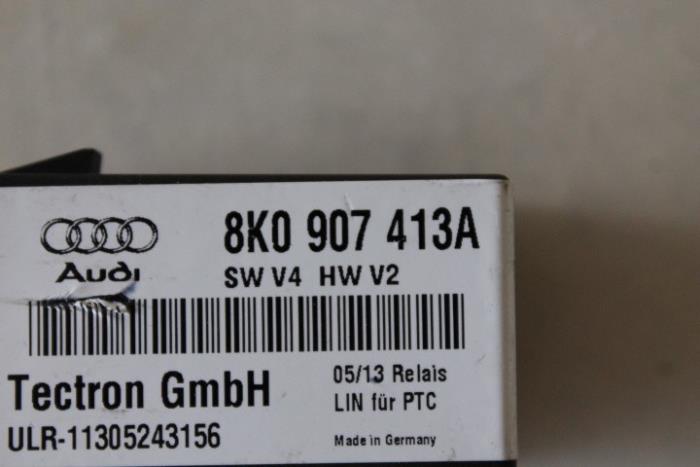 8K0 907 413A
Audi
SW V4 HW V2
Tectron GmbH
05/13 Relais
LIN für PTC
ULR-11305243156
Made in Germany